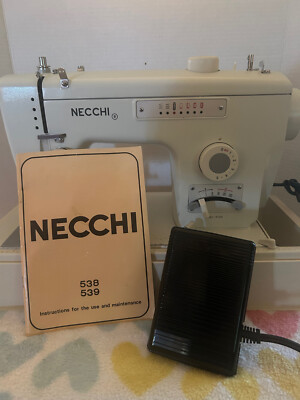 NECCHI
NECCHI
538
539
Instructions for the use and maintenance